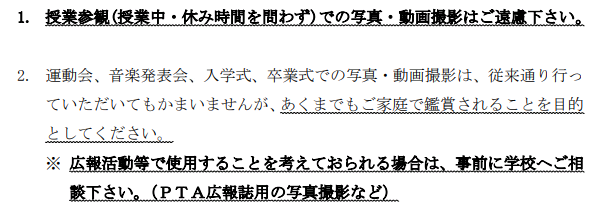 1. 授業参観(授業中・休み時間を問わず)での写真・動画撮影はご遠慮下さい。
2. 運動会、音楽発表会、入学式、卒業式での写真・動画撮影は、従来通り行っ
ていただいてもかまいませんが、あくまでもご家庭で鑑賞されることを目的
としてください。
※ 広報活動等で使用することを考えておられる場合は、事前に学校へご相
談下さい。(PTA広報誌用の写真撮影など)